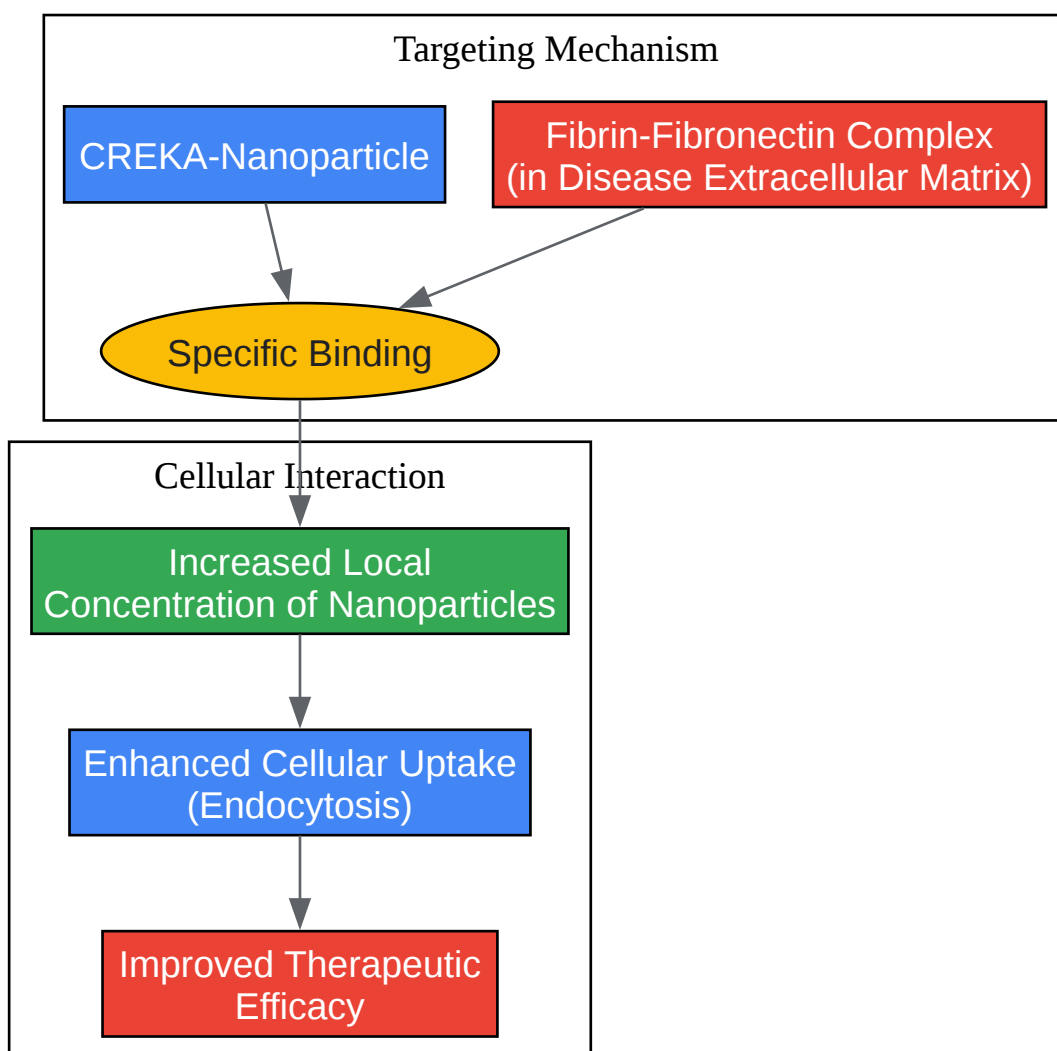 Targeting Mechanism
CREKA-Nanoparticle
Fibrin-Fibronectin Complex
(in Disease Extracellular Matrix)
Specific Binding
Cellular Interaction
Increased Local
Concentration of Nanoparticles
Enhanced Cellular Uptake
(Endocytosis)
Improved Therapeutic
Efficacy